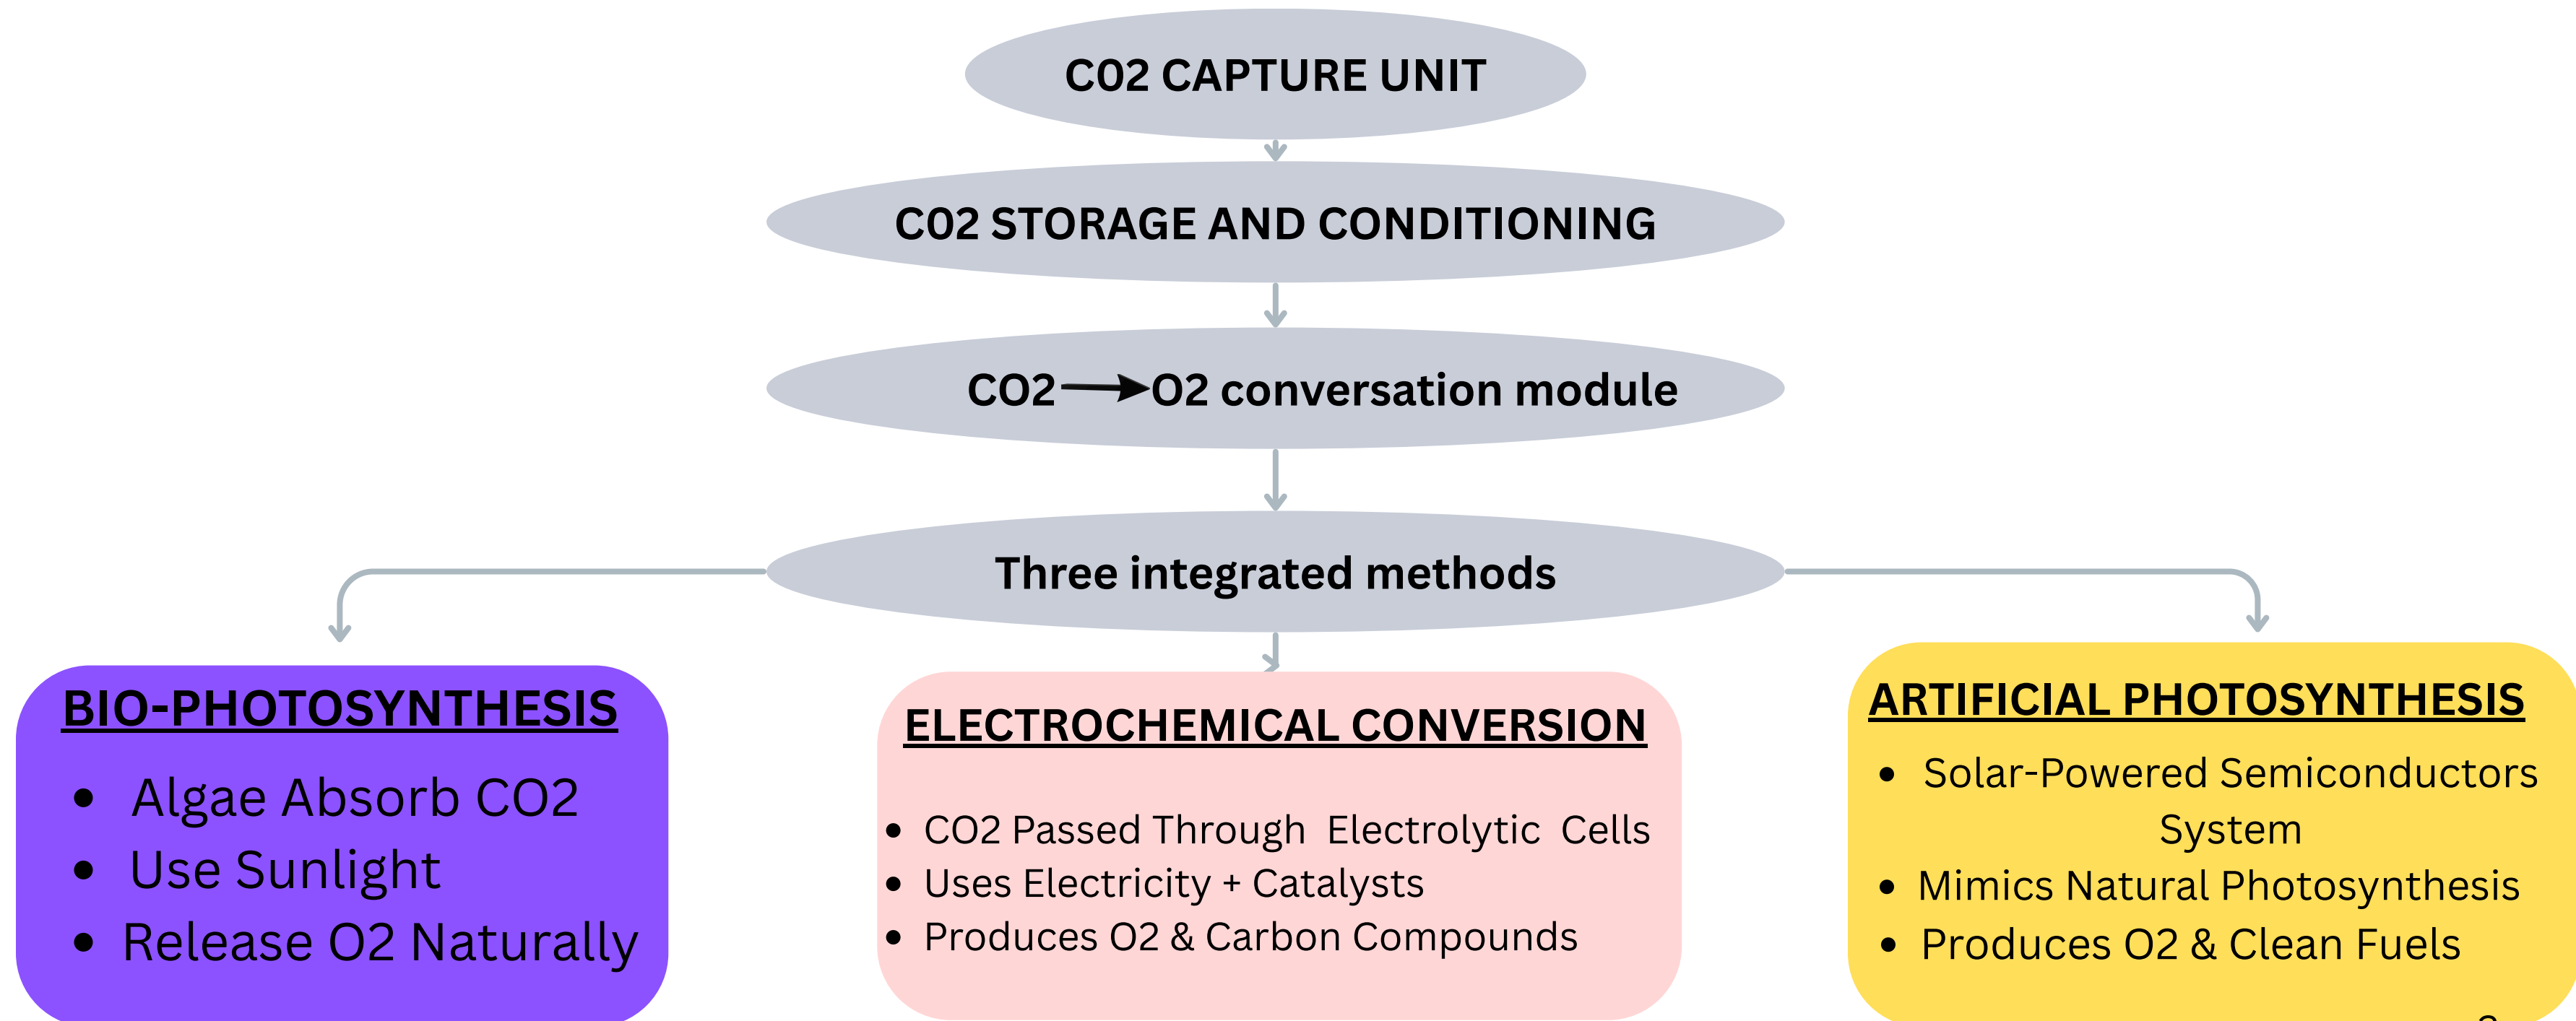 C02 CAPTURE UNIT
C02 STORAGE AND CONDITIONING
CO2 → O2 conversation module
Three integrated methods
BIO-PHOTOSYNTHESIS
• Algae Absorb CO2
• Use Sunlight
• Release O2 Naturally
ELECTROCHEMICAL CONVERSION
• CO2 Passed Through Electrolytic Cells
• Uses Electricity + Catalysts
• Produces O2 & Carbon Compounds
ARTIFICIAL PHOTOSYNTHESIS
• Solar-Powered Semiconductors
System
• Mimics Natural Photosynthesis
• Produces O2 & Clean Fuels